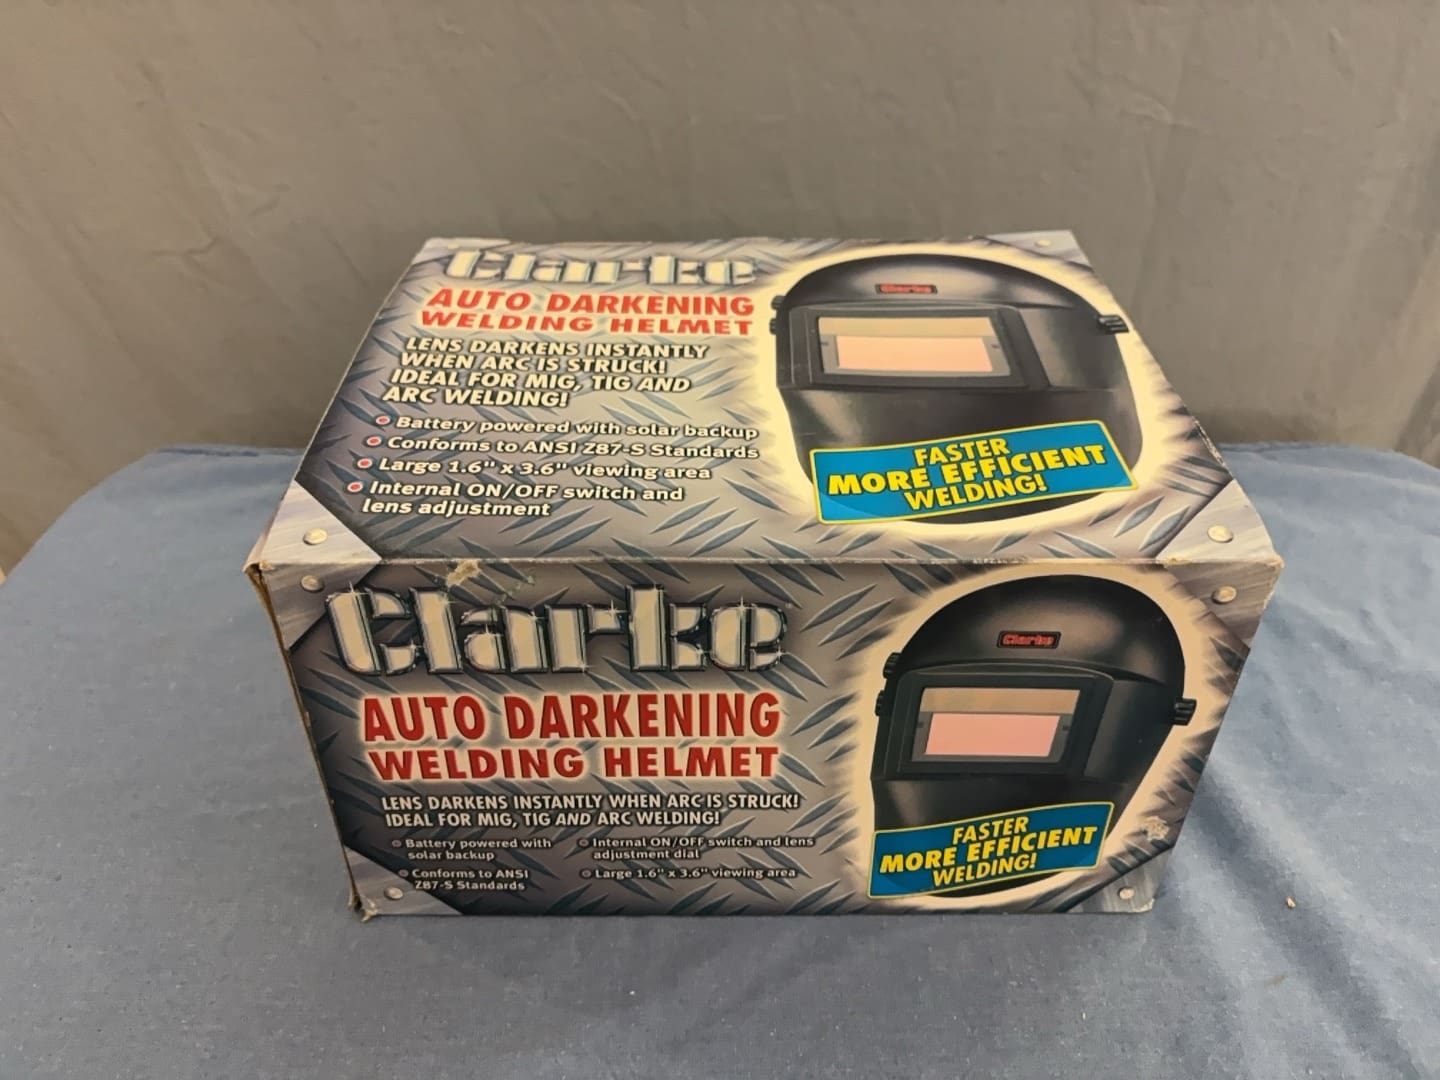 Clarke
AUTO DARKENING
WELDING HELMET
LENS DARKENS INSTANTLY
WHEN ARC IS STRUCK!
IDEAL FOR MIG, TIG AND
ARC WELDING!
Battery powered with solar backup
Conforms to ANSI Z87-S Standards
Large 1.6" x 3.6" viewing area
Internal ON/OFF switch and
lens adjustment
Clarke
FASTER
MORE EFFICIENT
WELDING!
Clarke
AUTO DARKENING
WELDING HELMET
LENS DARKENS INSTANTLY WHEN ARC IS STRUCK!
IDEAL FOR MIG, TIG AND ARC WELDING!
Battery powered with
solar backup
Conforms to ANSI
Z87-S Standards
Internal ON/OFF switch and lens
adjustment dial
Large 1.6" x 3.6" viewing area
Clarke
FASTER
MORE EFFICIENT
WELDING!